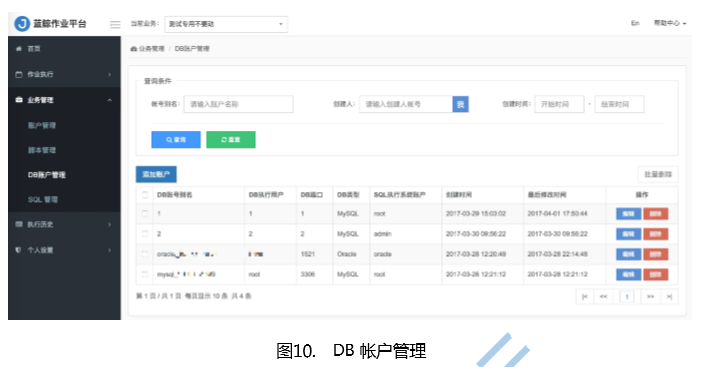 蓝鲸作业平台
当前业务: 测试专用不要动
En 帮助中心
首页
作业执行
业务管理
账户管理
脚本管理
DB账户管理
SQL 管理
执行历史
个人设置
业务管理 / DB账户管理
查询条件
账号别名: 请输入账户名称 创建人: 请输入创建人账号 我 创建时间: 开始时间 - 结束时间
查询 重置
添加账户 批量删除
DB账号别名 DB执行用户 DB端口 DB类型 SQL执行系统账户 创建时间 最后修改时间 操作
1 1 1 MySQL root 2017-03-29 15:03:02 2017-04-01 17:50:44 编辑 删除
2 2 2 MySQL admin 2017-03-30 09:56:22 2017-03-30 09:56:22 编辑 删除
1521 Oracle oracle 2017-03-28 12:20:49 2017-03-28 22:14:48 编辑 删除
root 3306 MySQL root 2017-03-28 12:21:12 2017-03-28 12:21:12 编辑 删除
第 1 页 / 共 1 页 每页显示 10 条 共 4 条 |< << 1 >> >|
图10. DB 帐户管理